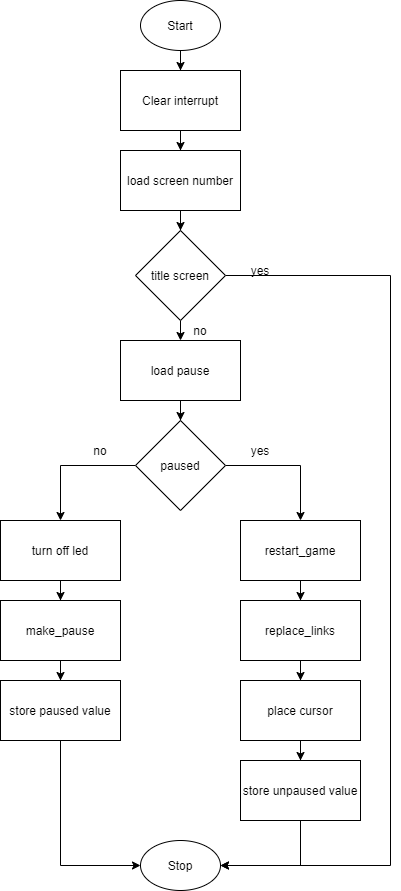 Start
Clear interrupt
load screen number
title screen
yes
no
load pause
no
paused
yes
turn off led
restart_game
make_pause
replace_links
store paused value
place cursor
store unpaused value
Stop